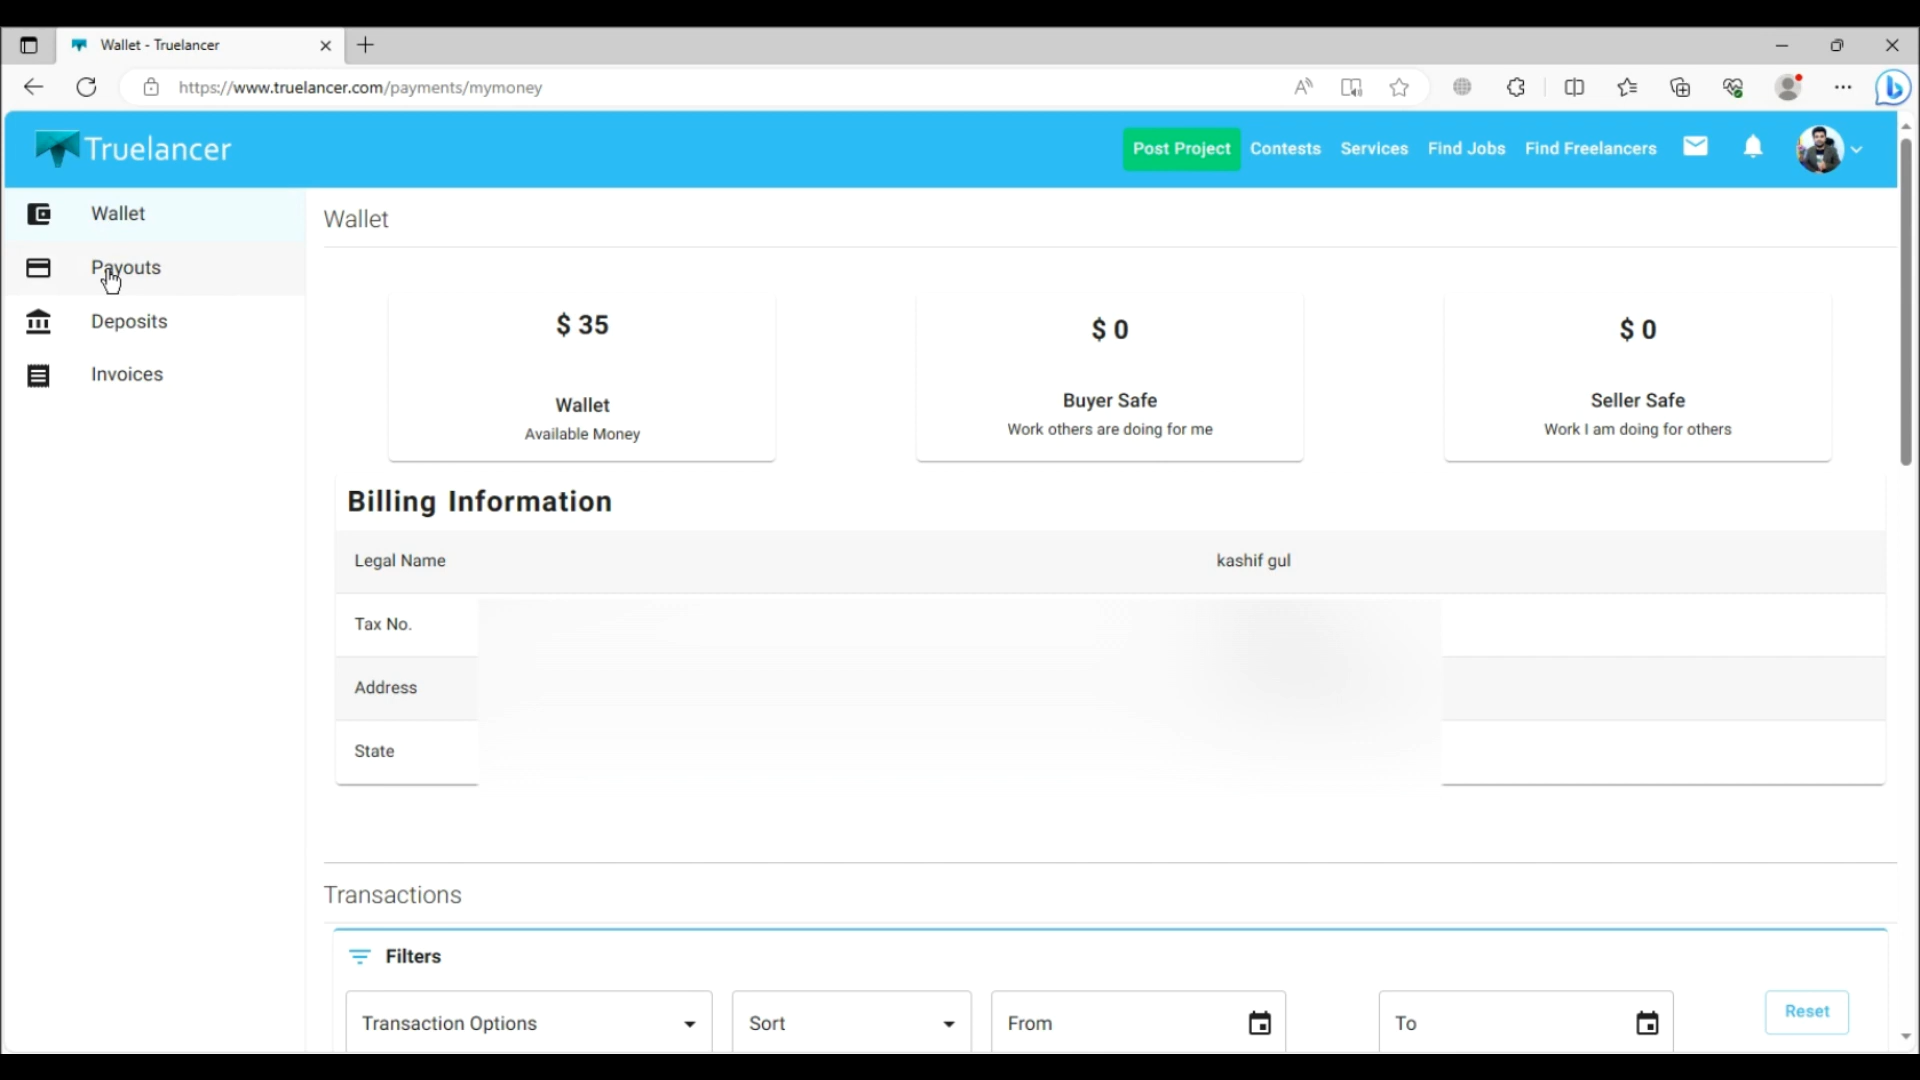 Wallet - Truelancer
https://www.truelancer.com/payments/mymoney
Truelancer
Post Project Contests Services Find Jobs Find Freelancers
Wallet
Payouts
Deposits
Invoices
Wallet
$ 35
Wallet
Available Money
$ 0
Buyer Safe
Work others are doing for me
$ 0
Seller Safe
Work I am doing for others
Billing Information
Legal Name kashif gul
Tax No.
Address
State
Transactions
Filters
Transaction Options Sort From To Reset